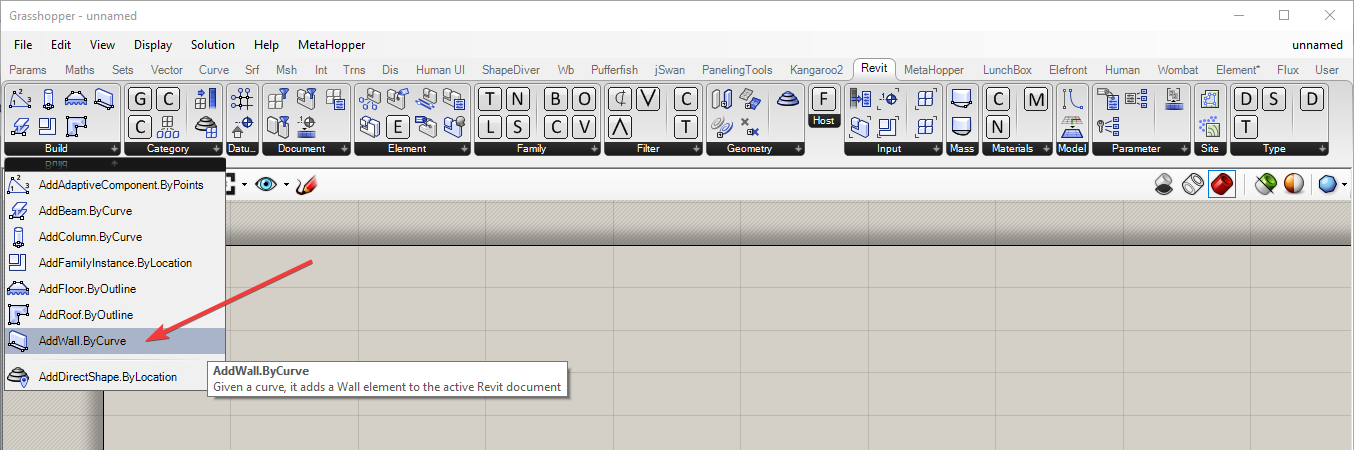 Grasshopper - unnamed
File Edit View Display Solution Help MetaHopper unnamed
Params Maths Sets Vector Curve Srf Msh Int Trns Dis Human UI ShapeDiver Wb Pufferfish jSwan PanelingTools Kangaroo2 Revit MetaHopper LunchBox Elefront Human Wombat Element* Flux User
G C T N B O ₵ V C F C M D S D
C E L S C V Λ T Host N T
Build Category Datu... Document Element Family Filter Geometry Input Mass Materials Model Parameter Site Type
Build
AddAdaptiveComponent.ByPoints
AddBeam.ByCurve
AddColumn.ByCurve
AddFamilyInstance.ByLocation
AddFloor.ByOutline
AddRoof.ByOutline
AddWall.ByCurve
AddDirectShape.ByLocation
AddWall.ByCurve
Given a curve, it adds a Wall element to the active Revit document